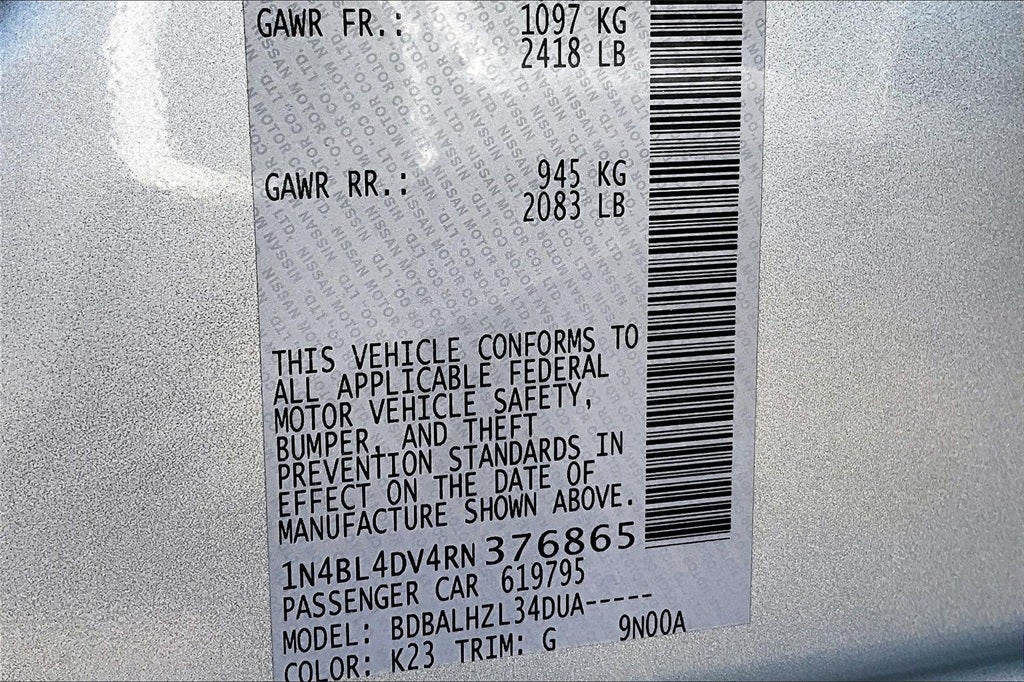 GAWR FR.: 1097 KG
2418 LB
GAWR RR.: 945 KG
2083 LB
THIS VEHICLE CONFORMS TO
ALL APPLICABLE FEDERAL
MOTOR VEHICLE SAFETY,
BUMPER, AND THEFT
PREVENTION STANDARDS IN
EFFECT ON THE DATE OF
MANUFACTURE SHOWN ABOVE.
1N4BL4DV4RN376865
PASSENGER CAR 619795
MODEL: BDBALHZL34DUA-----
COLOR: K23 TRIM: G 9N00A